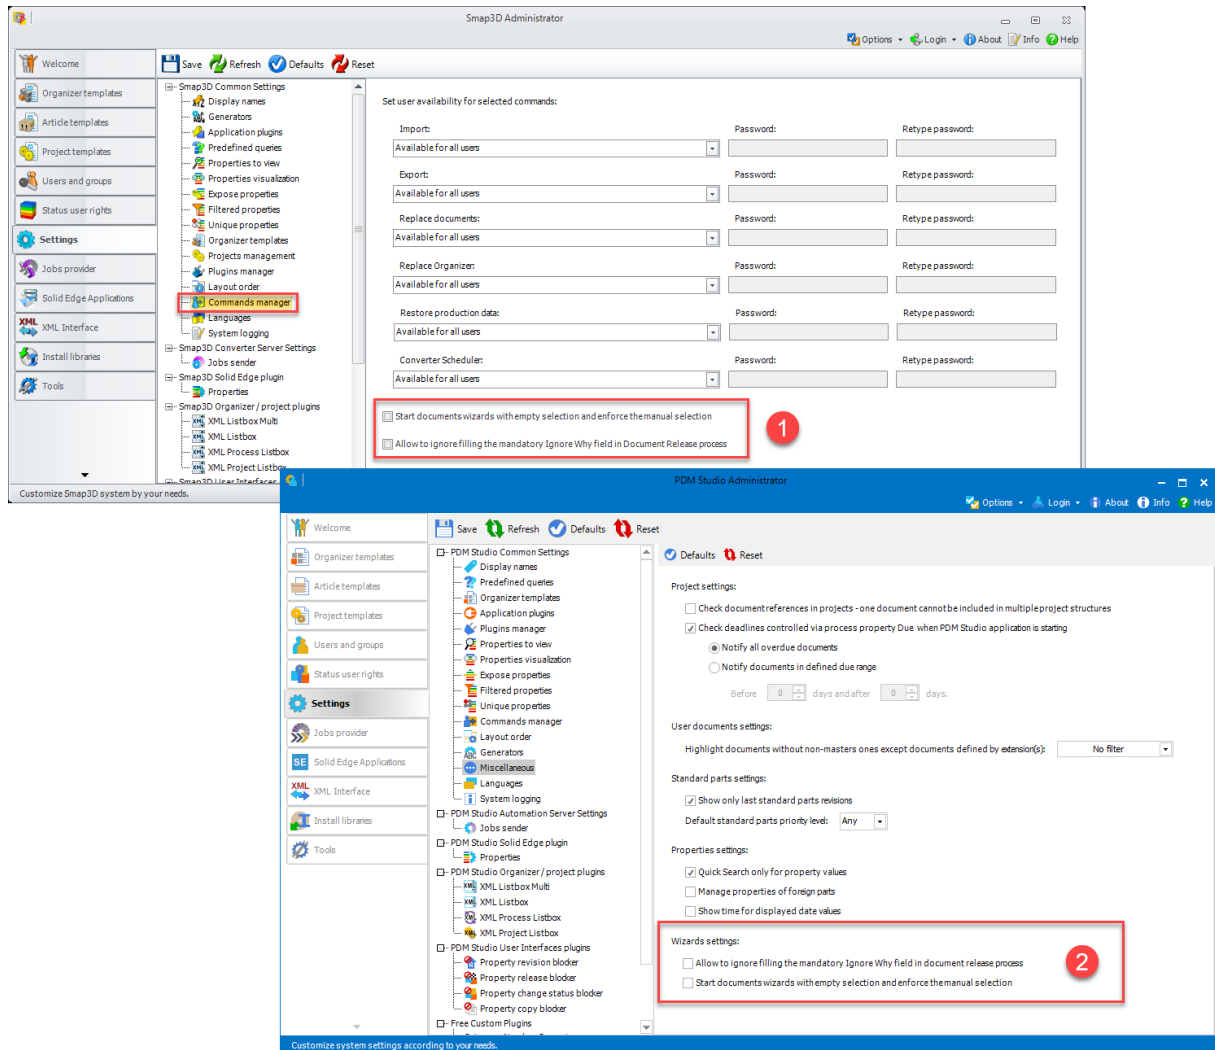 Smap3D Administrator
Options Login About Info Help
Save Refresh Defaults Reset
Welcome
Organizer templates
Article templates
Project templates
Users and groups
Status user rights
Settings
Jobs provider
Solid Edge Applications
XML Interface
Install libraries
Tools
Smap3D Common Settings
Display names
Generators
Application plugins
Predefined queries
Properties to view
Properties visualization
Expose properties
Filtered properties
Unique properties
Organizer templates
Projects management
Plugins manager
Layout order
Commands manager
Languages
System logging
Smap3D Converter Server Settings
Jobs sender
Smap3D Solid Edge plugin
Properties
Smap3D Organizer / project plugins
XML Listbox Multi
XML Listbox
XML Process Listbox
XML Project Listbox
Smap3D User Interfaces
Set user availability for selected commands:
Import: Password: Retype password:
Available for all users
Export: Password: Retype password:
Available for all users
Replace documents: Password: Retype password:
Available for all users
Replace Organizer: Password: Retype password:
Available for all users
Restore production data: Password: Retype password:
Available for all users
Converter Scheduler: Password: Retype password:
Available for all users
Start documents wizards with empty selection and enforce the manual selection
Allow to ignore filling the mandatory Ignore Why field in Document Release process
1
Customize Smap3D system by your needs.
PDM Studio Administrator
Options Login About Info Help
Save Refresh Defaults Reset
Welcome
Organizer templates
Article templates
Project templates
Users and groups
Status user rights
Settings
Jobs provider
SE Solid Edge Applications
XML XML Interface
Install libraries
Tools
PDM Studio Common Settings
Display names
Predefined queries
Organizer templates
Application plugins
Plugins manager
Properties to view
Properties visualization
Expose properties
Filtered properties
Unique properties
Commands manager
Layout order
ABC Generators
Miscellaneous
Languages
System logging
PDM Studio Automation Server Settings
Jobs sender
PDM Studio Solid Edge plugin
Properties
PDM Studio Organizer / project plugins
XML Listbox Multi
XML Listbox
XML Process Listbox
XML Project Listbox
PDM Studio User Interfaces plugins
Property revision blocker
Property release blocker
Property change status blocker
Property copy blocker
Free Custom Plugins
Defaults Reset
Project settings:
Check document references in projects - one document cannot be included in multiple project structures
Check deadlines controlled via process property Due when PDM Studio application is starting
Notify all overdue documents
Notify documents in defined due range
Before 0 days and after 0 days.
User documents settings:
Highlight documents without non-masters ones except documents defined by extension(s): No filter
Standard parts settings:
Show only last standard parts revisions
Default standard parts priority level: Any
Properties settings:
Quick Search only for property values
Manage properties of foreign parts
Show time for displayed date values
Wizards settings:
Allow to ignore filling the mandatory Ignore Why field in document release process
Start documents wizards with empty selection and enforce the manual selection
2
Customize system settings according to your needs.